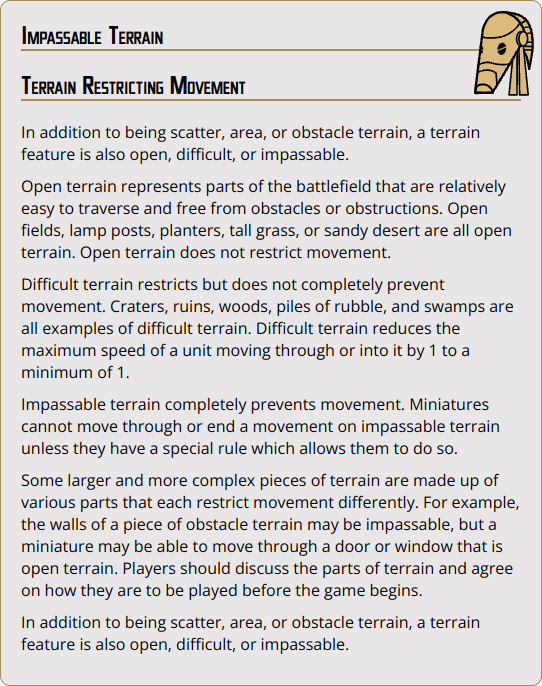 Impassable Terrain
Terrain Restricting Movement
In addition to being scatter, area, or obstacle terrain, a terrain
feature is also open, difficult, or impassable.
Open terrain represents parts of the battlefield that are relatively
easy to traverse and free from obstacles or obstructions. Open
fields, lamp posts, planters, tall grass, or sandy desert are all open
terrain. Open terrain does not restrict movement.
Difficult terrain restricts but does not completely prevent
movement. Craters, ruins, woods, piles of rubble, and swamps are
all examples of difficult terrain. Difficult terrain reduces the
maximum speed of a unit moving through or into it by 1 to a
minimum of 1.
Impassable terrain completely prevents movement. Miniatures
cannot move through or end a movement on impassable terrain
unless they have a special rule which allows them to do so.
Some larger and more complex pieces of terrain are made up of
various parts that each restrict movement differently. For example,
the walls of a piece of obstacle terrain may be impassable, but a
miniature may be able to move through a door or window that is
open terrain. Players should discuss the parts of terrain and agree
on how they are to be played before the game begins.
In addition to being scatter, area, or obstacle terrain, a terrain
feature is also open, difficult, or impassable.